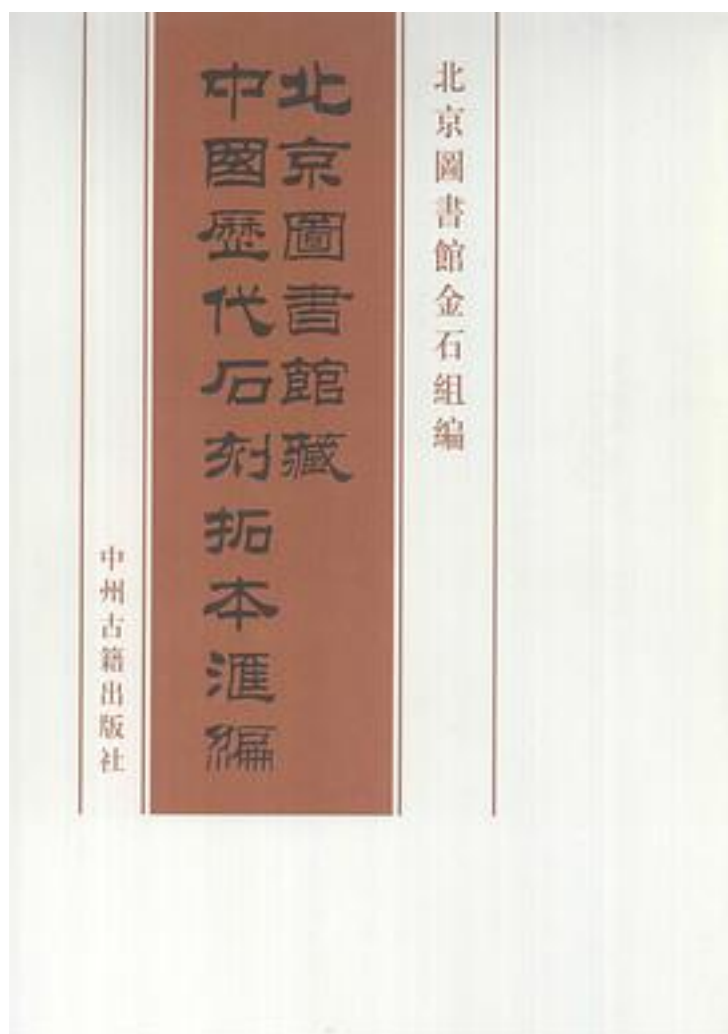 北京圖書館金石組編
北京圖書館藏
中國歷代石刻拓本滙編
中州古籍出版社